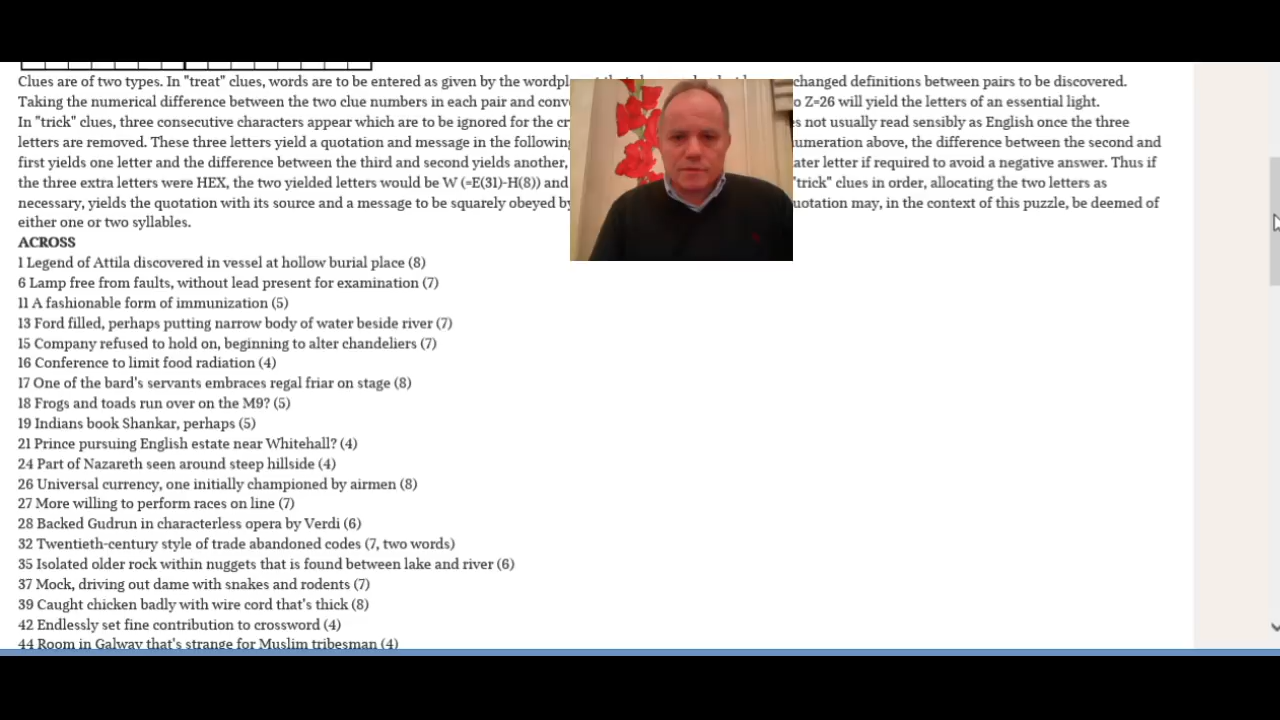 Clues are of two types. In "treat" clues, words are to be entered as given by the changed definitions between pairs to be discovered.
Taking the numerical difference between the two clue numbers in each pair and Z=26 will yield the letters of an essential light.
In "trick" clues, three consecutive characters appear which are to be ignored for the not usually read sensibly as English once the three
letters are removed. These three letters yield a quotation and message in the following above, the difference between the second and
first yields one letter and the difference between the third and second yields another, letter if required to avoid a negative answer. Thus if
the three extra letters were HEX, the two yielded letters would be W (=E(31)-H(8)) and "trick" clues in order, allocating the two letters as
necessary, yields the quotation with its source and a message to be squarely obeyed may, in the context of this puzzle, be deemed of
either one or two syllables.
ACROSS
1 Legend of Attila discovered in vessel at hollow burial place (8)
6 Lamp free from faults, without lead present for examination (7)
11 A fashionable form of immunization (5)
13 Ford filled, perhaps putting narrow body of water beside river (7)
15 Company refused to hold on, beginning to alter chandeliers (7)
16 Conference to limit food radiation (4)
17 One of the bard's servants embraces regal friar on stage (8)
18 Frogs and toads run over on the M9? (5)
19 Indians book Shankar, perhaps (5)
21 Prince pursuing English estate near Whitehall? (4)
24 Part of Nazareth seen around steep hillside (4)
26 Universal currency, one initially championed by airmen (8)
27 More willing to perform races on line (7)
28 Backed Gudrun in characterless opera by Verdi (6)
32 Twentieth-century style of trade abandoned codes (7, two words)
35 Isolated older rock within nuggets that is found between lake and river (6)
37 Mock, driving out dame with snakes and rodents (7)
39 Caught chicken badly with wire cord that's thick (8)
42 Endlessly set fine contribution to crossword (4)
44 Room in Galway that's strange for Muslim tribesman (4)